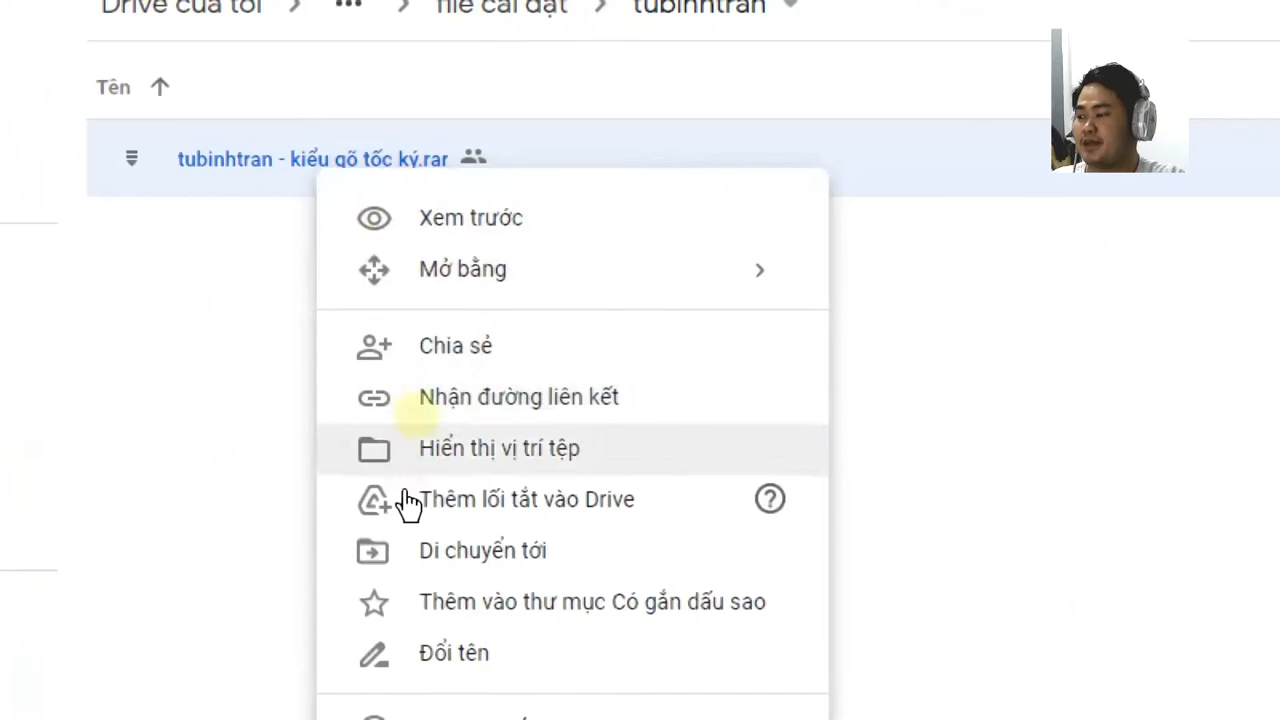 Drive của tôi > ... > file cài đặt > tubinhtran
Tên
tubinhtran - kiểu gõ tốc ký.rar
Xem trước
Mở bằng
Chia sẻ
Nhận đường liên kết
Hiển thị vị trí tệp
Thêm lối tắt vào Drive
Di chuyển tới
Thêm vào thư mục Có gắn dấu sao
Đổi tên